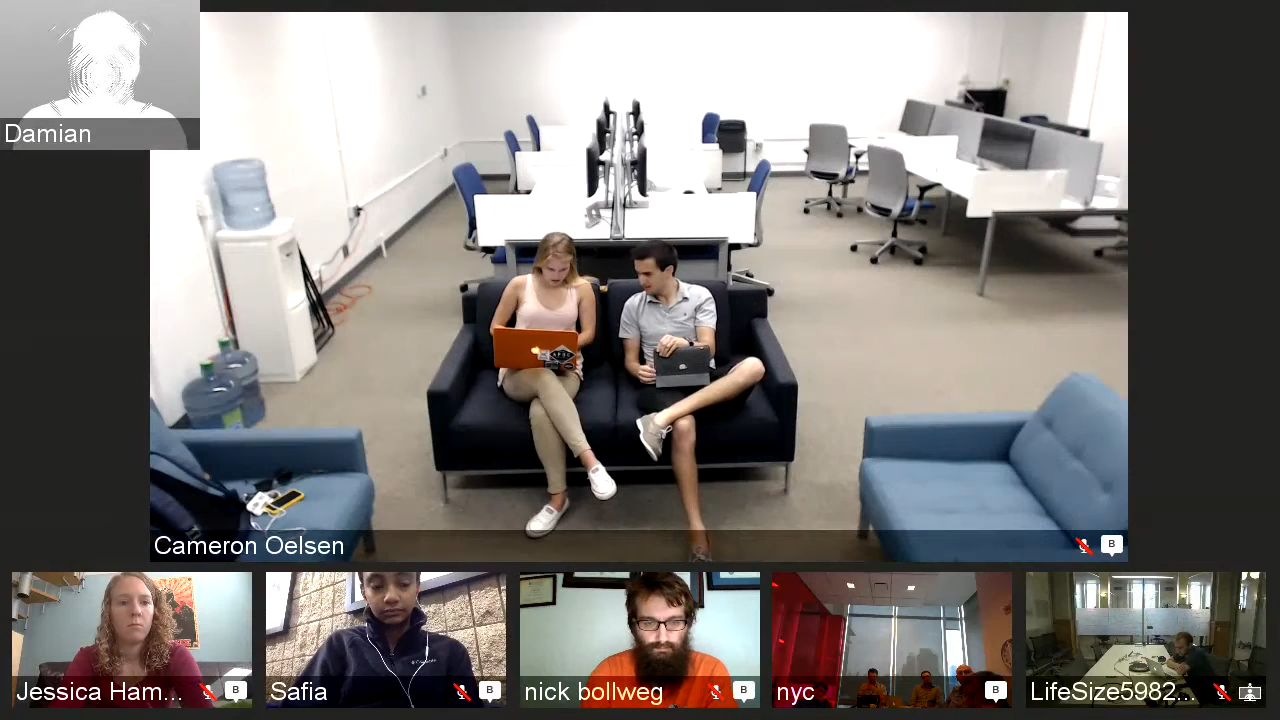 Damian
Cameron Oelsen
B
Jessica Ham...
B
Safia
B
nick bollweg
B
nyc
B
LifeSize5982...